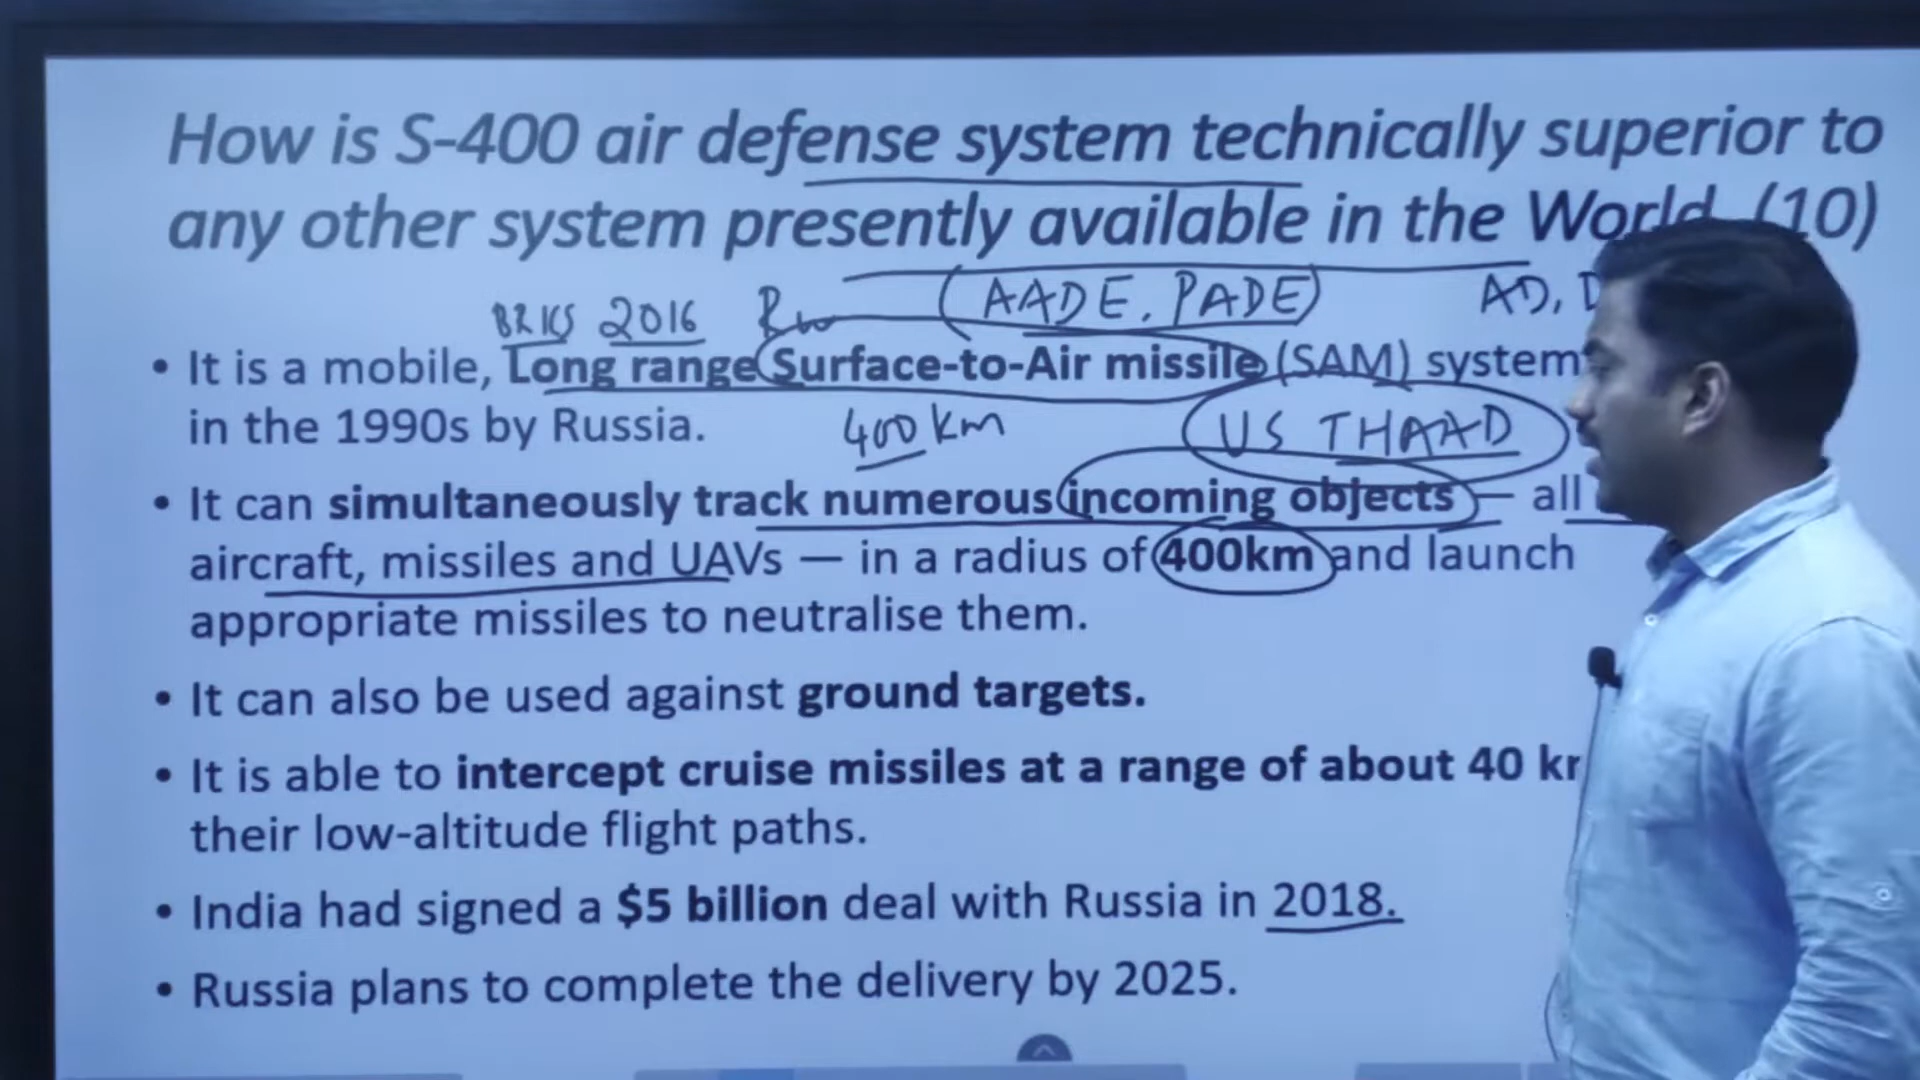 How is S-400 air defense system technically superior to
any other system presently available in the World (10)
BRICS 2016 (AADE. PADE) AD,
• It is a mobile, Long range Surface-to-Air missile (SAM) system
in the 1990s by Russia. 400 km US THAAD
• It can simultaneously track numerous incoming objects — all
aircraft, missiles and UAVs — in a radius of 400km and launch
appropriate missiles to neutralise them.
• It can also be used against ground targets.
• It is able to intercept cruise missiles at a range of about 40
their low-altitude flight paths.
• India had signed a $5 billion deal with Russia in 2018.
• Russia plans to complete the delivery by 2025.